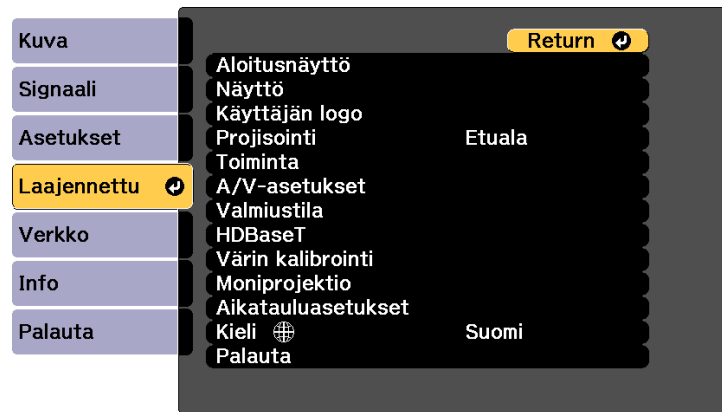 Kuva
Signaali
Asetukset
Laajennettu
Verkko
Info
Palauta
Return
Aloitusnäyttö
Näyttö
Käyttäjän logo
Projisointi Etuala
Toiminta
A/V-asetukset
Valmiustila
HDBaseT
Värin kalibrointi
Moniprojektio
Aikatauluasetukset
Kieli Suomi
Palauta